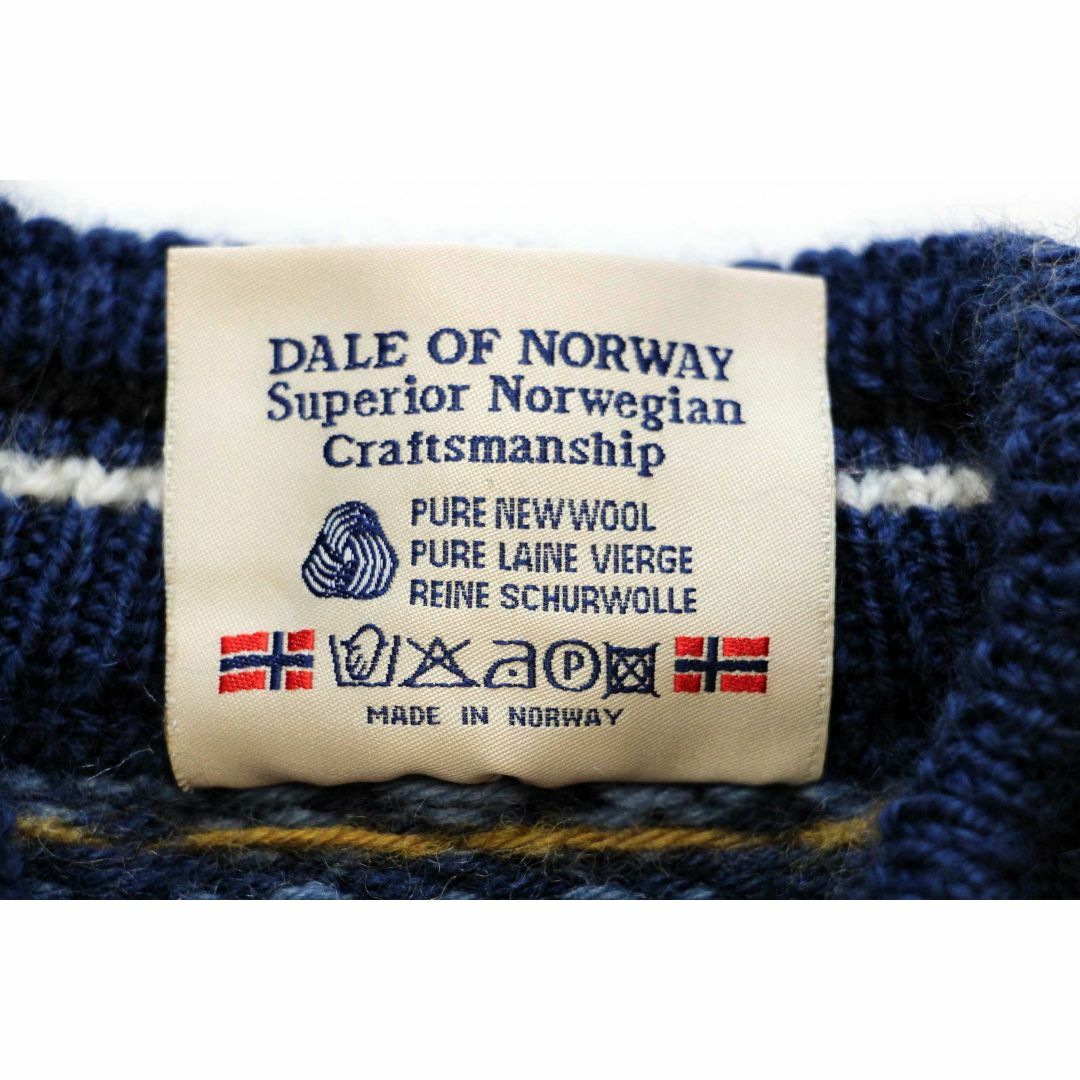 DALE OF NORWAY
Superior Norwegian
Craftsmanship
PURE NEW WOOL
PURE LAINE VIERGE
REINE SCHURWOLLE
P
MADE IN NORWAY